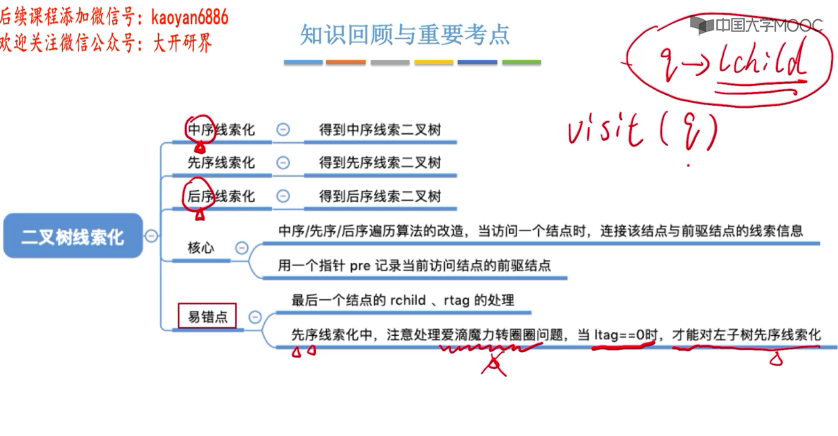 后续课程添加微信号：kaoyan6886
欢迎关注微信公众号：大开研界
知识回顾与重要考点
中国大学MOOC
q→lchild
visit(q)
中序线索化
得到中序线索二叉树
先序线索化
得到先序线索二叉树
后序线索化
得到后序线索二叉树
二叉树线索化
核心
中序/先序/后序遍历算法的改造，当访问一个结点时，连接该结点与前驱结点的线索信息
用一个指针 pre 记录当前访问结点的前驱结点
易错点
最后一个结点的 rchild 、rtag 的处理
先序线索化中，注意处理爱滴魔力转圈圈问题，当 ltag==0时，才能对左子树先序线索化